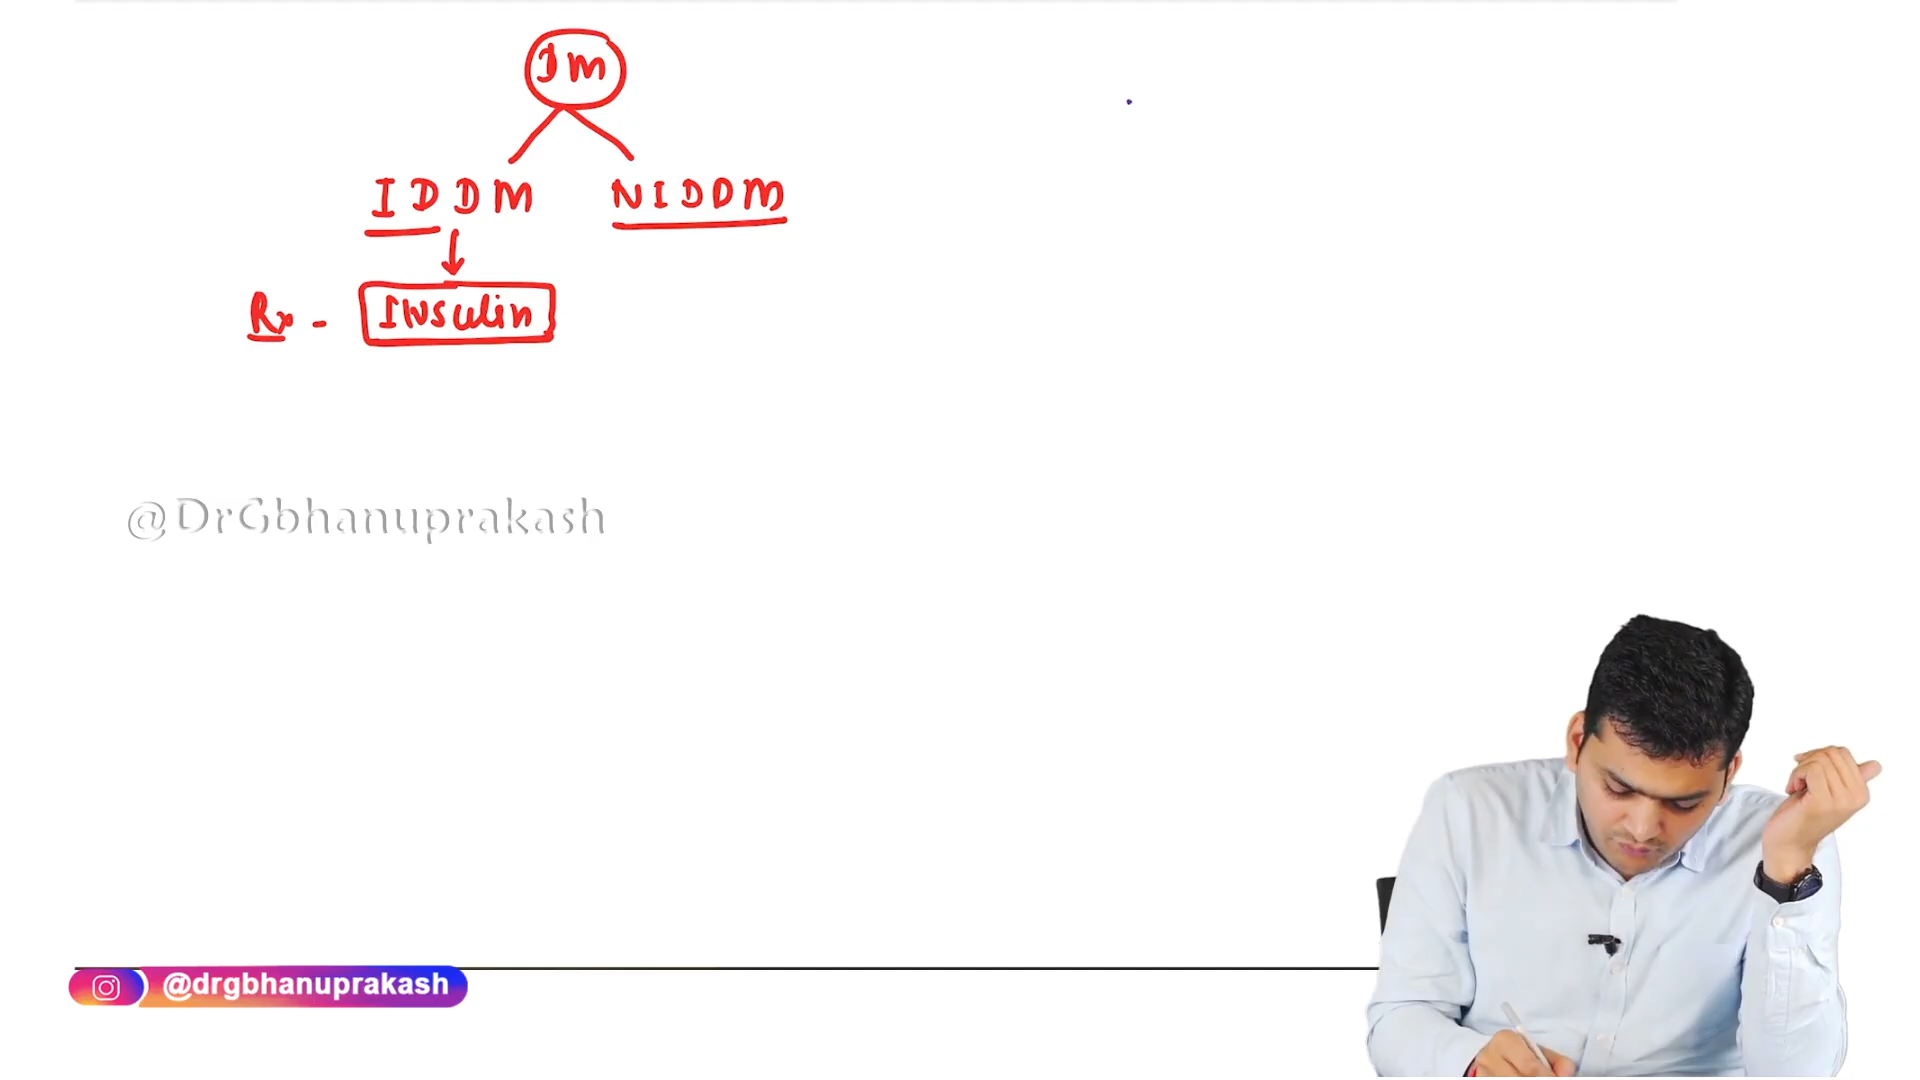 DM
IDDM NIDDM
Rx - Insulin
@DrGbhanuprakash
@drgbhanuprakash